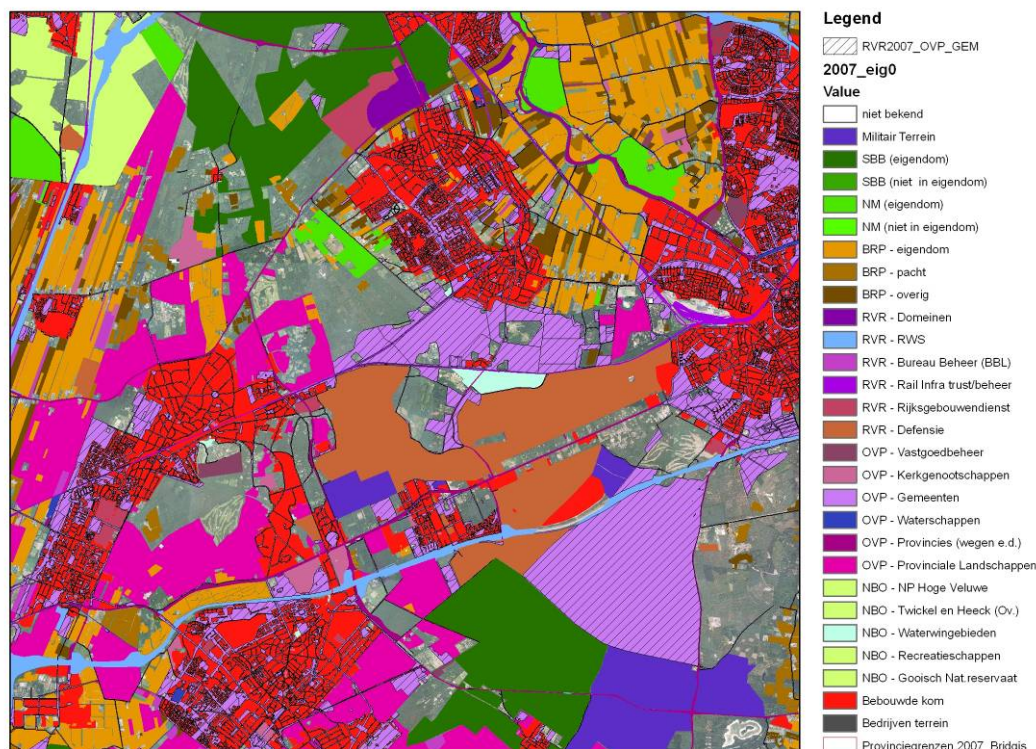 Legend
RVR2007_OVP_GEM
2007_eig0
Value
niet bekend
Militair Terrein
SBB (eigendom)
SBB (niet in eigendom)
NM (eigendom)
NM (niet in eigendom)
BRP - eigendom
BRP - pacht
BRP - overig
RVR - Domeinen
RVR - RWS
RVR - Bureau Beheer (BBL)
RVR - Rail Infra trust/beheer
RVR - Rijksgebouwendienst
RVR - Defensie
OVP - Vastgoedbeheer
OVP - Kerkgenootschappen
OVP - Gemeenten
OVP - Waterschappen
OVP - Provincies (wegen e.d.)
OVP - Provinciale Landschappen
NBO - NP Hoge Veluwe
NBO - Twickel en Heeck (Ov.)
NBO - Waterwingebieden
NBO - Recreatieschappen
NBO - Gooisch Nat.reservaat
Bebouwde kom
Bedrijven terrein
Provinciegrenzen 2007_Bridgis